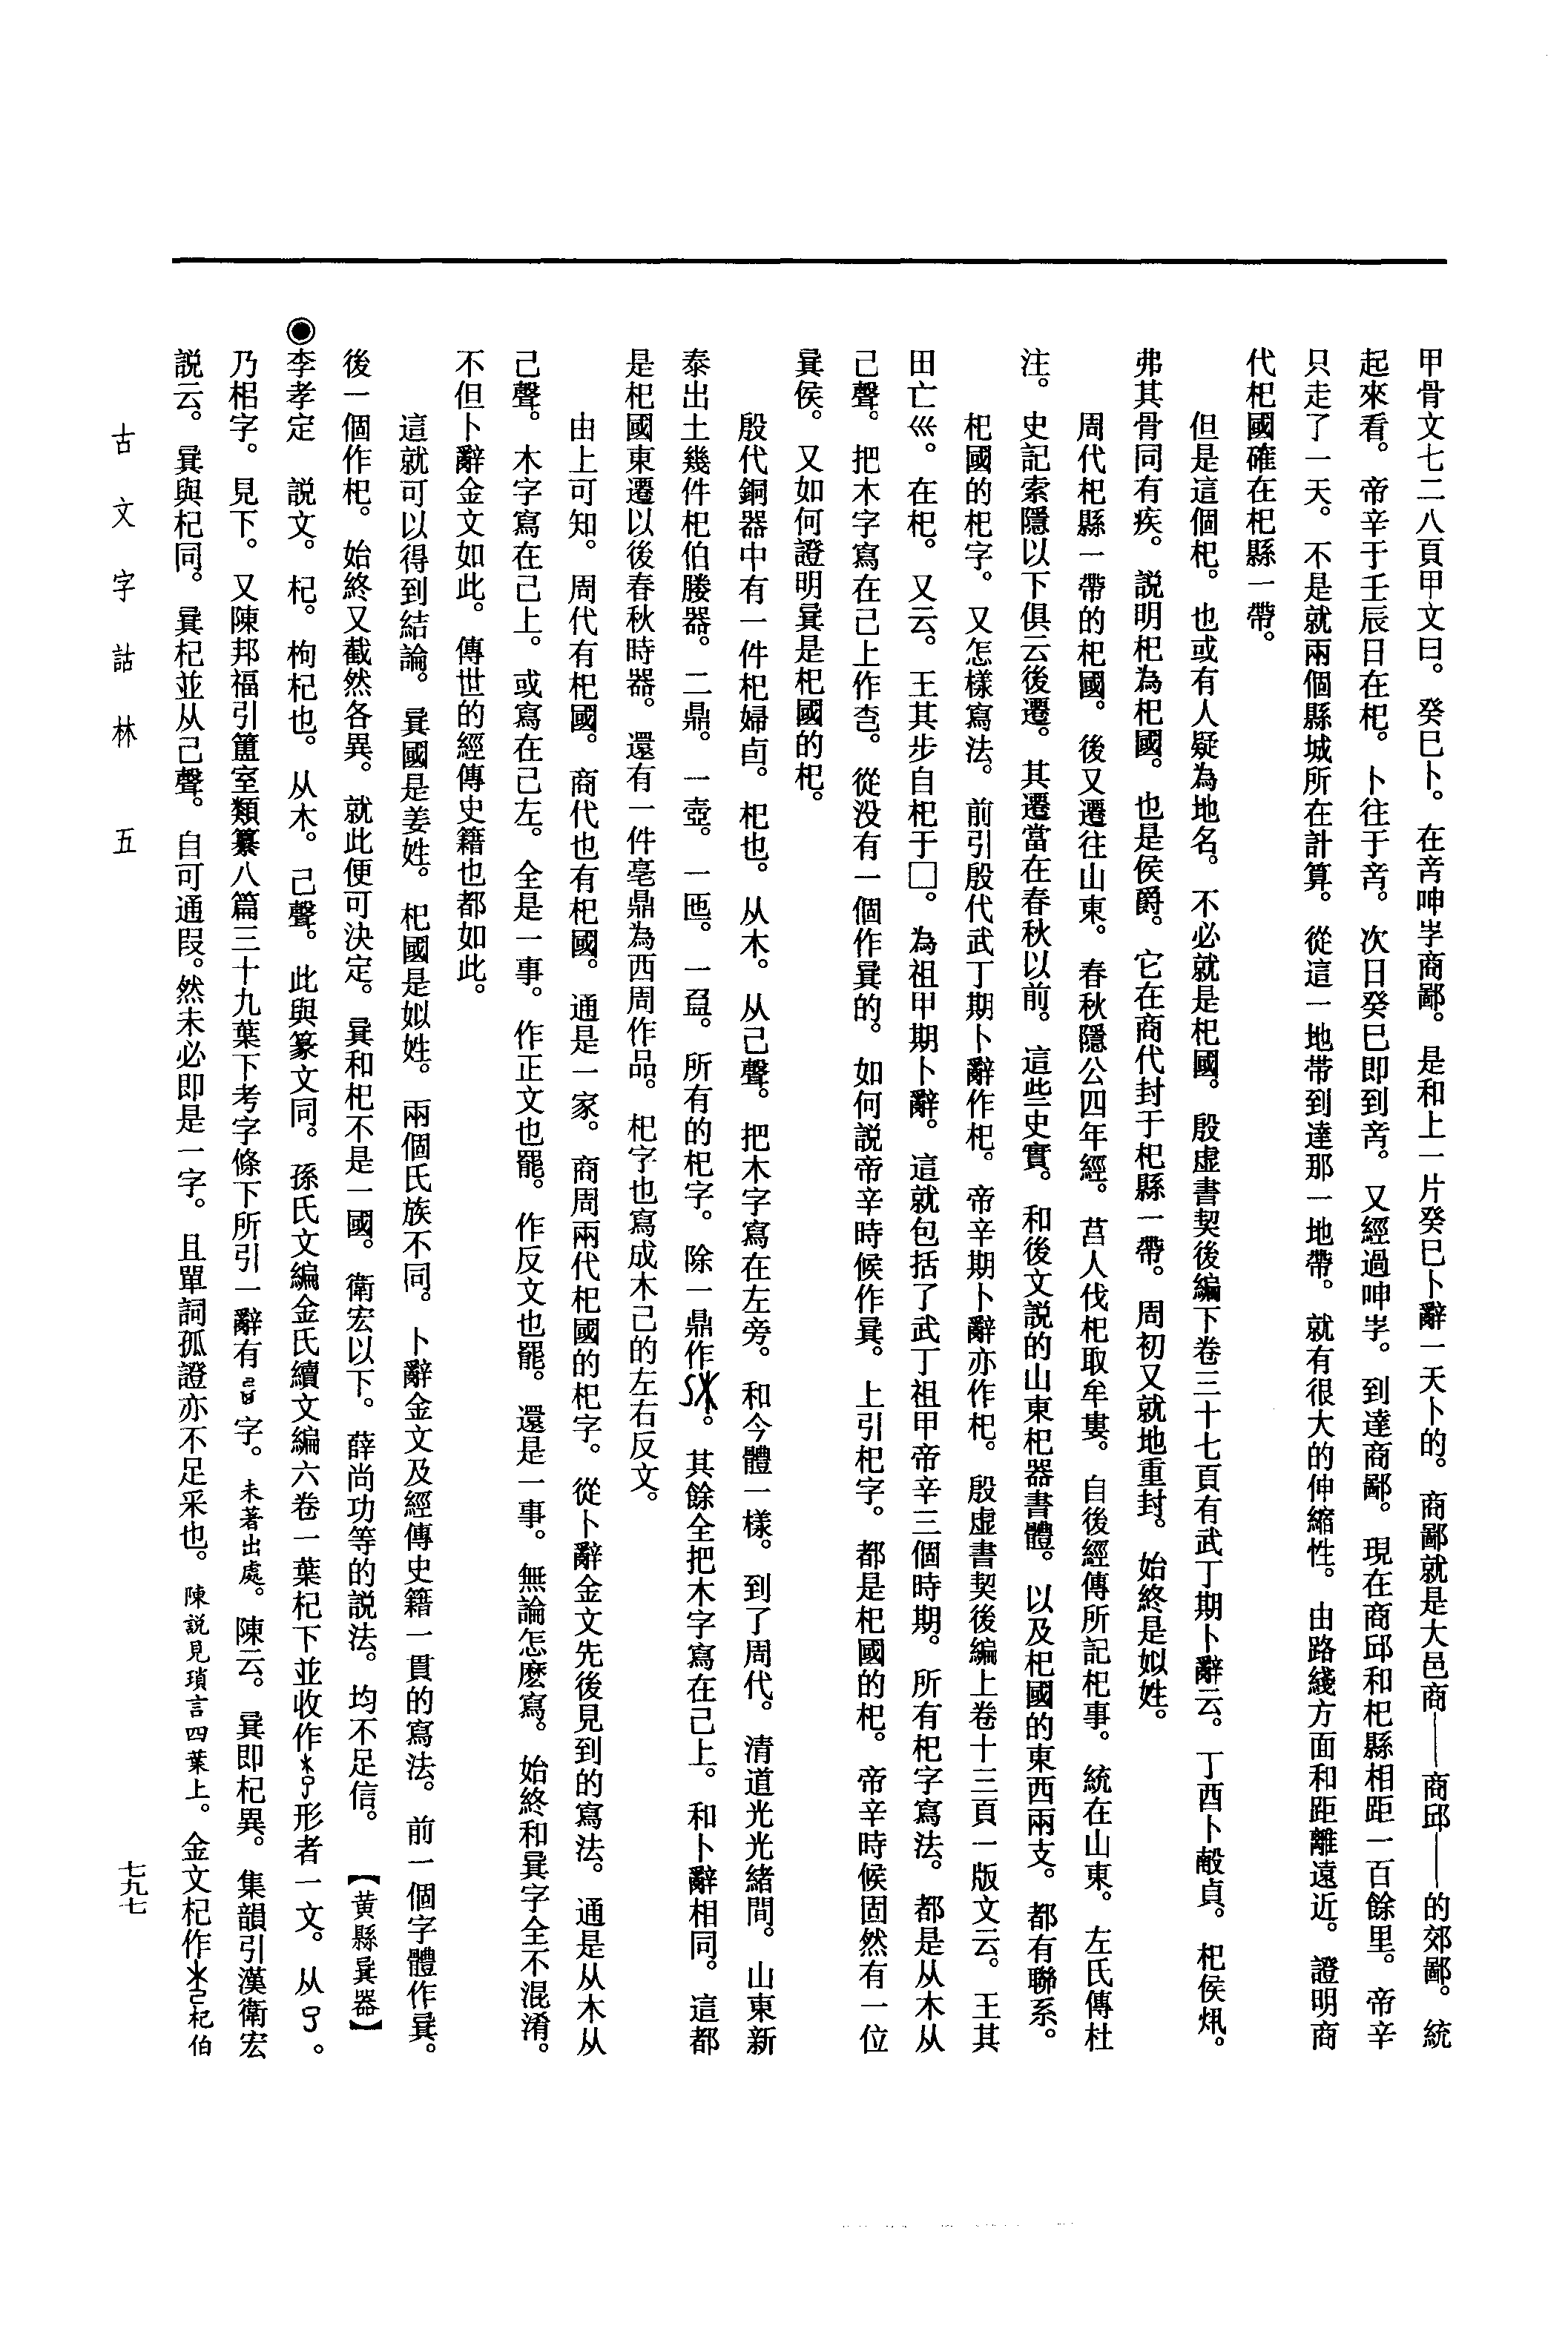 甲骨文七二八頁甲文曰。癸巳卜。在䇂呻㝒商鄙。是和上一片癸巳卜辭一天卜的。商鄙就是大邑商——商邱——的郊鄙。統
起來看。帝辛于壬辰日在杞。卜往于䇂。次日癸巳即到䇂。又經過呻㝒。到達商鄙。現在商邱和杞縣相距一百餘里。帝辛
只走了一天。不是就兩個縣城所在計算。從這一地帶到達那一地帶。就有很大的伸縮性。由路綫方面和距離遠近。證明商
代杞國確在杞縣一帶。
但是這個杞。也或有人疑為地名。不必就是杞國。殷虛書契後編下卷三十七頁有武丁期卜辭云。丁酉卜㱿貞。杞侯𤆍。
弗其骨同有疾。説明杞為杞國。也是侯爵。它在商代封于杞縣一帶。周初又就地重封。始終是姒姓。
周代杞縣一帶的杞國。後又遷往山東。春秋隱公四年經。莒人伐杞取牟婁。自後經傳所記杞事。統在山東。左氏傳杜
注。史記索隱以下俱云後遷。其遷當在春秋以前。這些史實。和後文説的山東杞器書體。以及杞國的東西兩支。都有聯系。
杞國的杞字。又怎樣寫法。前引殷代武丁期卜辭作杞。帝辛期卜辭亦作杞。殷虛書契後編上卷十三頁一版文云。王其
田亡巛。在杞。又云。王其步自杞于□。為祖甲期卜辭。這就包括了武丁祖甲帝辛三個時期。所有杞字寫法。都是从木从
己聲。把木字寫在己上作杏。從没有一個作㠱的。如何説帝辛時候作㠱。上引杞字。都是杞國的杞。帝辛時候固然有一位
㠱侯。又如何證明㠱是杞國的杞。
殷代銅器中有一件杞婦卣。杞也。从木。从己聲。把木字寫在左旁。和今體一樣。到了周代。清道光光緒間。山東新
泰出土幾件杞伯媵器。二鼎。一壺。一匜。一盨。所有的杞字。除一鼎作。其餘全把木字寫在己上。和卜辭相同。這都
是杞國東遷以後春秋時器。還有一件亳鼎為西周作品。杞字也寫成木己的左右反文。
由上可知。周代有杞國。商代也有杞國。通是一家。商周兩代杞國的杞字。從卜辭金文先後見到的寫法。通是从木从
己聲。木字寫在己上。或寫在己左。全是一事。作正文也罷。作反文也罷。還是一事。無論怎麽寫。始終和㠱字全不混淆。
不但卜辭金文如此。傳世的經傳史籍也都如此。
這就可以得到結論。㠱國是姜姓。杞國是姒姓。兩個氏族不同。卜辭金文及經傳史籍一貫的寫法。前一個字體作㠱。
後一個作杞。始終又截然各異。就此便可決定。㠱和杞不是一國。衛宏以下。薛尚功等的説法。均不足信。【黄縣㠱器】
◉李孝定　説文。杞。枸杞也。从木。己聲。此與篆文同。孫氏文編金氏續文編六卷一葉杞下並收作形者一文。从。
乃梠字。見下。又陳邦福引簠室類纂八篇三十九葉下考字條下所引一辭有字。未著出處。陳云。㠱即杞異。集韻引漢衛宏
説云。㠱與杞同。㠱杞並从己聲。自可通叚。然未必即是一字。且單詞孤證亦不足采也。陳説見瑣言四葉上。金文杞作杞伯
古文字詁林　五
七九七